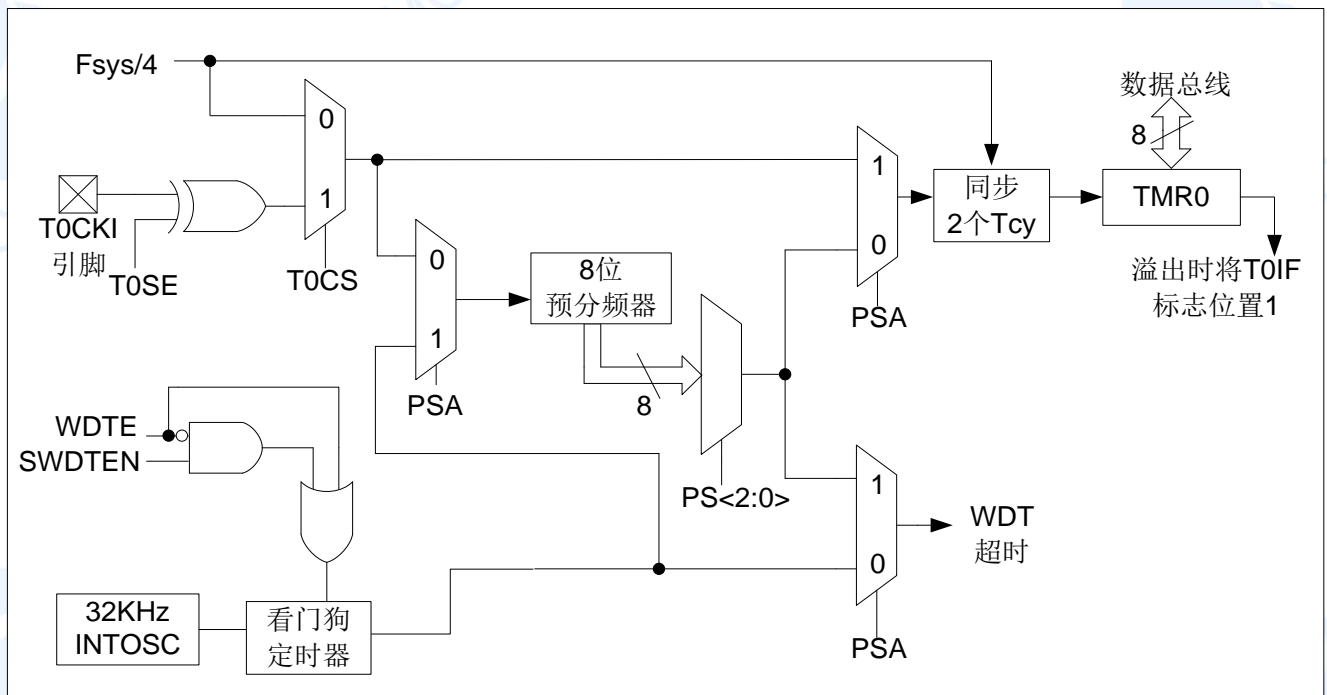 Fsys/4
数据总线
8
0
1
1
0
T0CKI
引脚
T0SE
T0CS
同步
2个Tcy
TMR0
溢出时将T0IF
标志位置1
PSA
0
1
PSA
8位
预分频器
8
PS<2:0>
WDTE
SWDTEN
1
0
PSA
WDT
超时
32KHz
INTOSC
看门狗
定时器